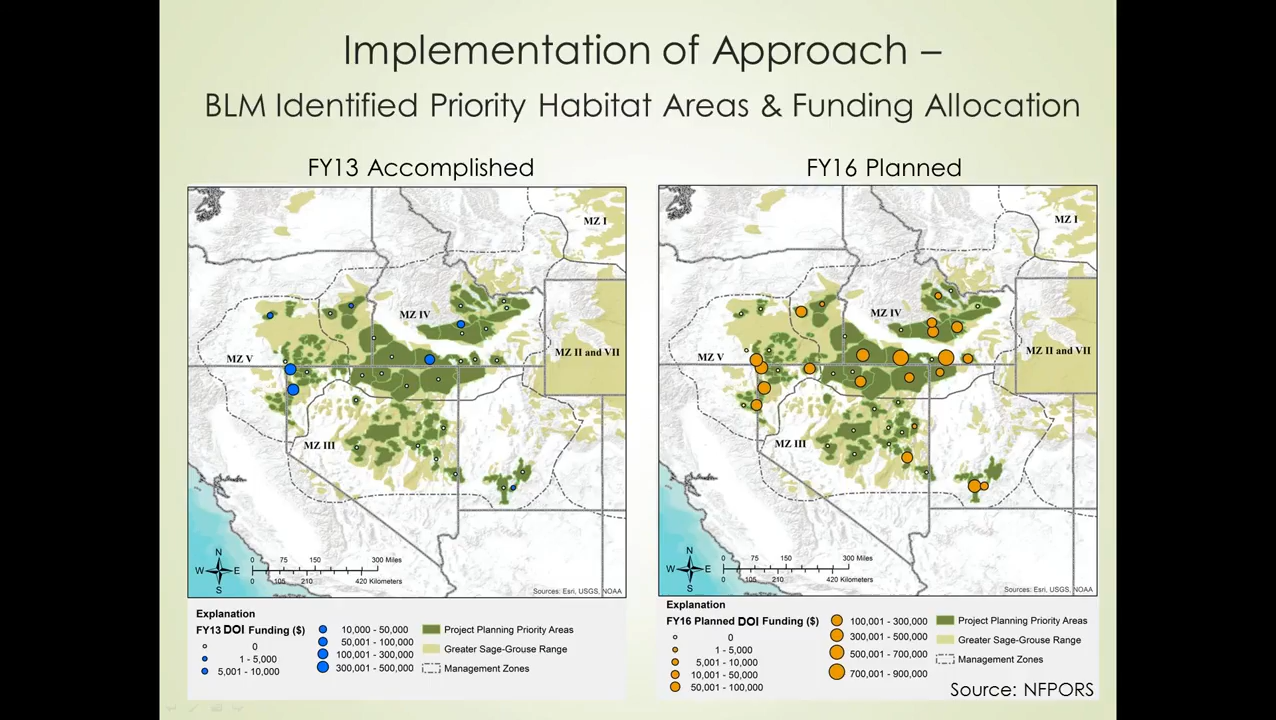 Implementation of Approach –
BLM Identified Priority Habitat Areas & Funding Allocation
FY13 Accomplished
MZ I
MZ IV
MZ II and VII
MZ V
MZ III
N
W E
S
0 75 150 300 Miles
0 105 210 420 Kilometers
Sources: Esri, USGS, NOAA
Explanation
FY13 DOI Funding ($)
0
1 - 5,000
5,001 - 10,000
10,000 - 50,000
50,001 - 100,000
100,001 - 300,000
300,001 - 500,000
Project Planning Priority Areas
Greater Sage-Grouse Range
Management Zones
FY16 Planned
MZ I
MZ IV
MZ II and VII
MZ V
MZ III
N
W E
S
0 75 150 300 Miles
0 105 210 420 Kilometers
Sources: Esri, USGS, NOAA
Explanation
FY16 Planned DOI Funding ($)
0
1 - 5,000
5,001 - 10,000
10,001 - 50,000
50,001 - 100,000
100,001 - 300,000
300,001 - 500,000
500,001 - 700,000
700,001 - 900,000
Project Planning Priority Areas
Greater Sage-Grouse Range
Management Zones
Source: NFPORS